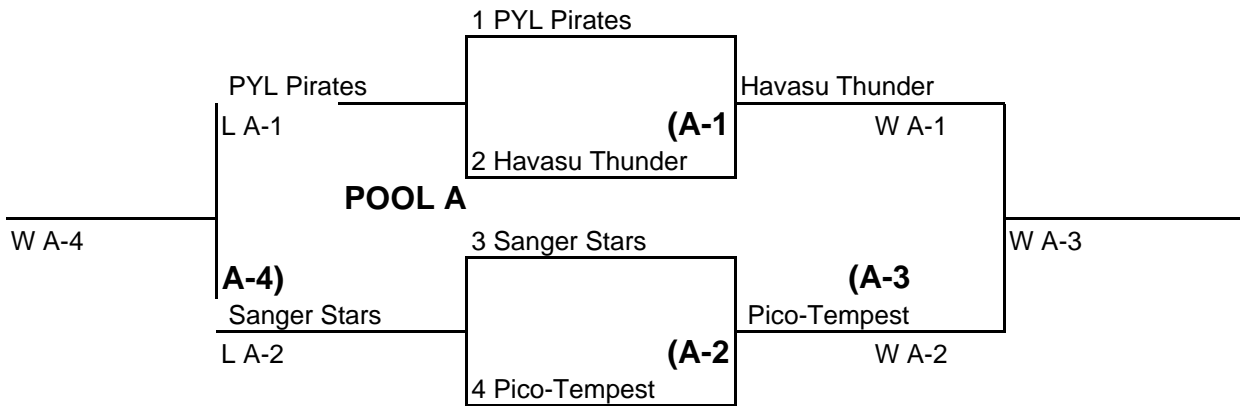 1 PYL Pirates
PYL Pirates
Havasu Thunder
L A-1
(A-1
W A-1
2 Havasu Thunder
POOL A
W A-4
3 Sanger Stars
W A-3
A-4)
(A-3
Sanger Stars
Pico-Tempest
L A-2
(A-2
W A-2
4 Pico-Tempest